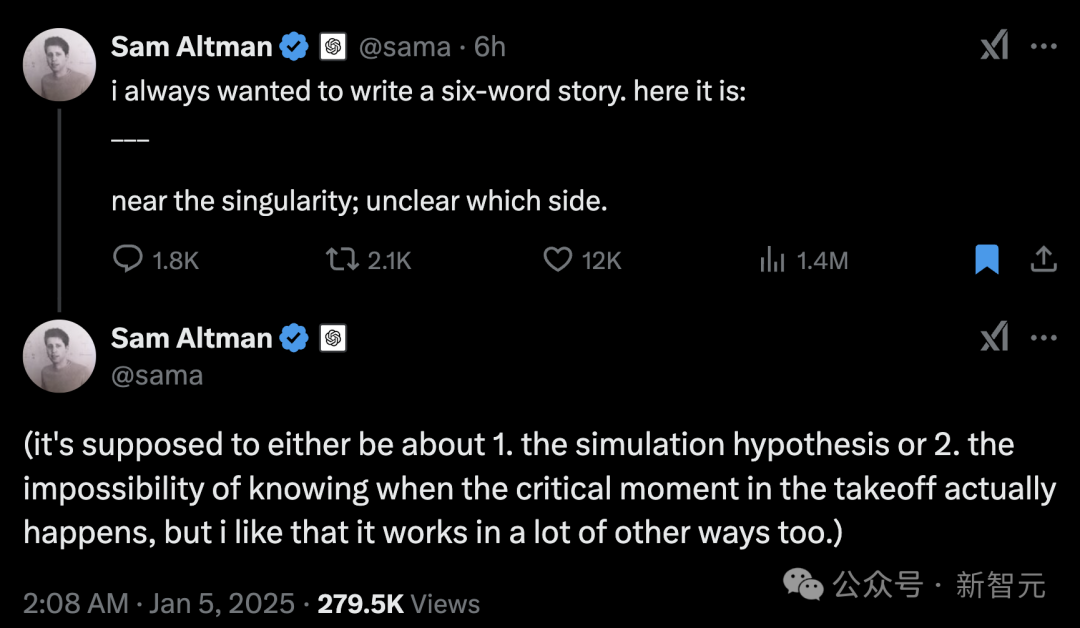 Sam Altman @sama · 6h
i always wanted to write a six-word story. here it is:
___
near the singularity; unclear which side.
1.8K 2.1K 12K 1.4M
Sam Altman
@sama
(it's supposed to either be about 1. the simulation hypothesis or 2. the
impossibility of knowing when the critical moment in the takeoff actually
happens, but i like that it works in a lot of other ways too.)
公众号 · 新智元
2:08 AM · Jan 5, 2025 · 279.5K Views